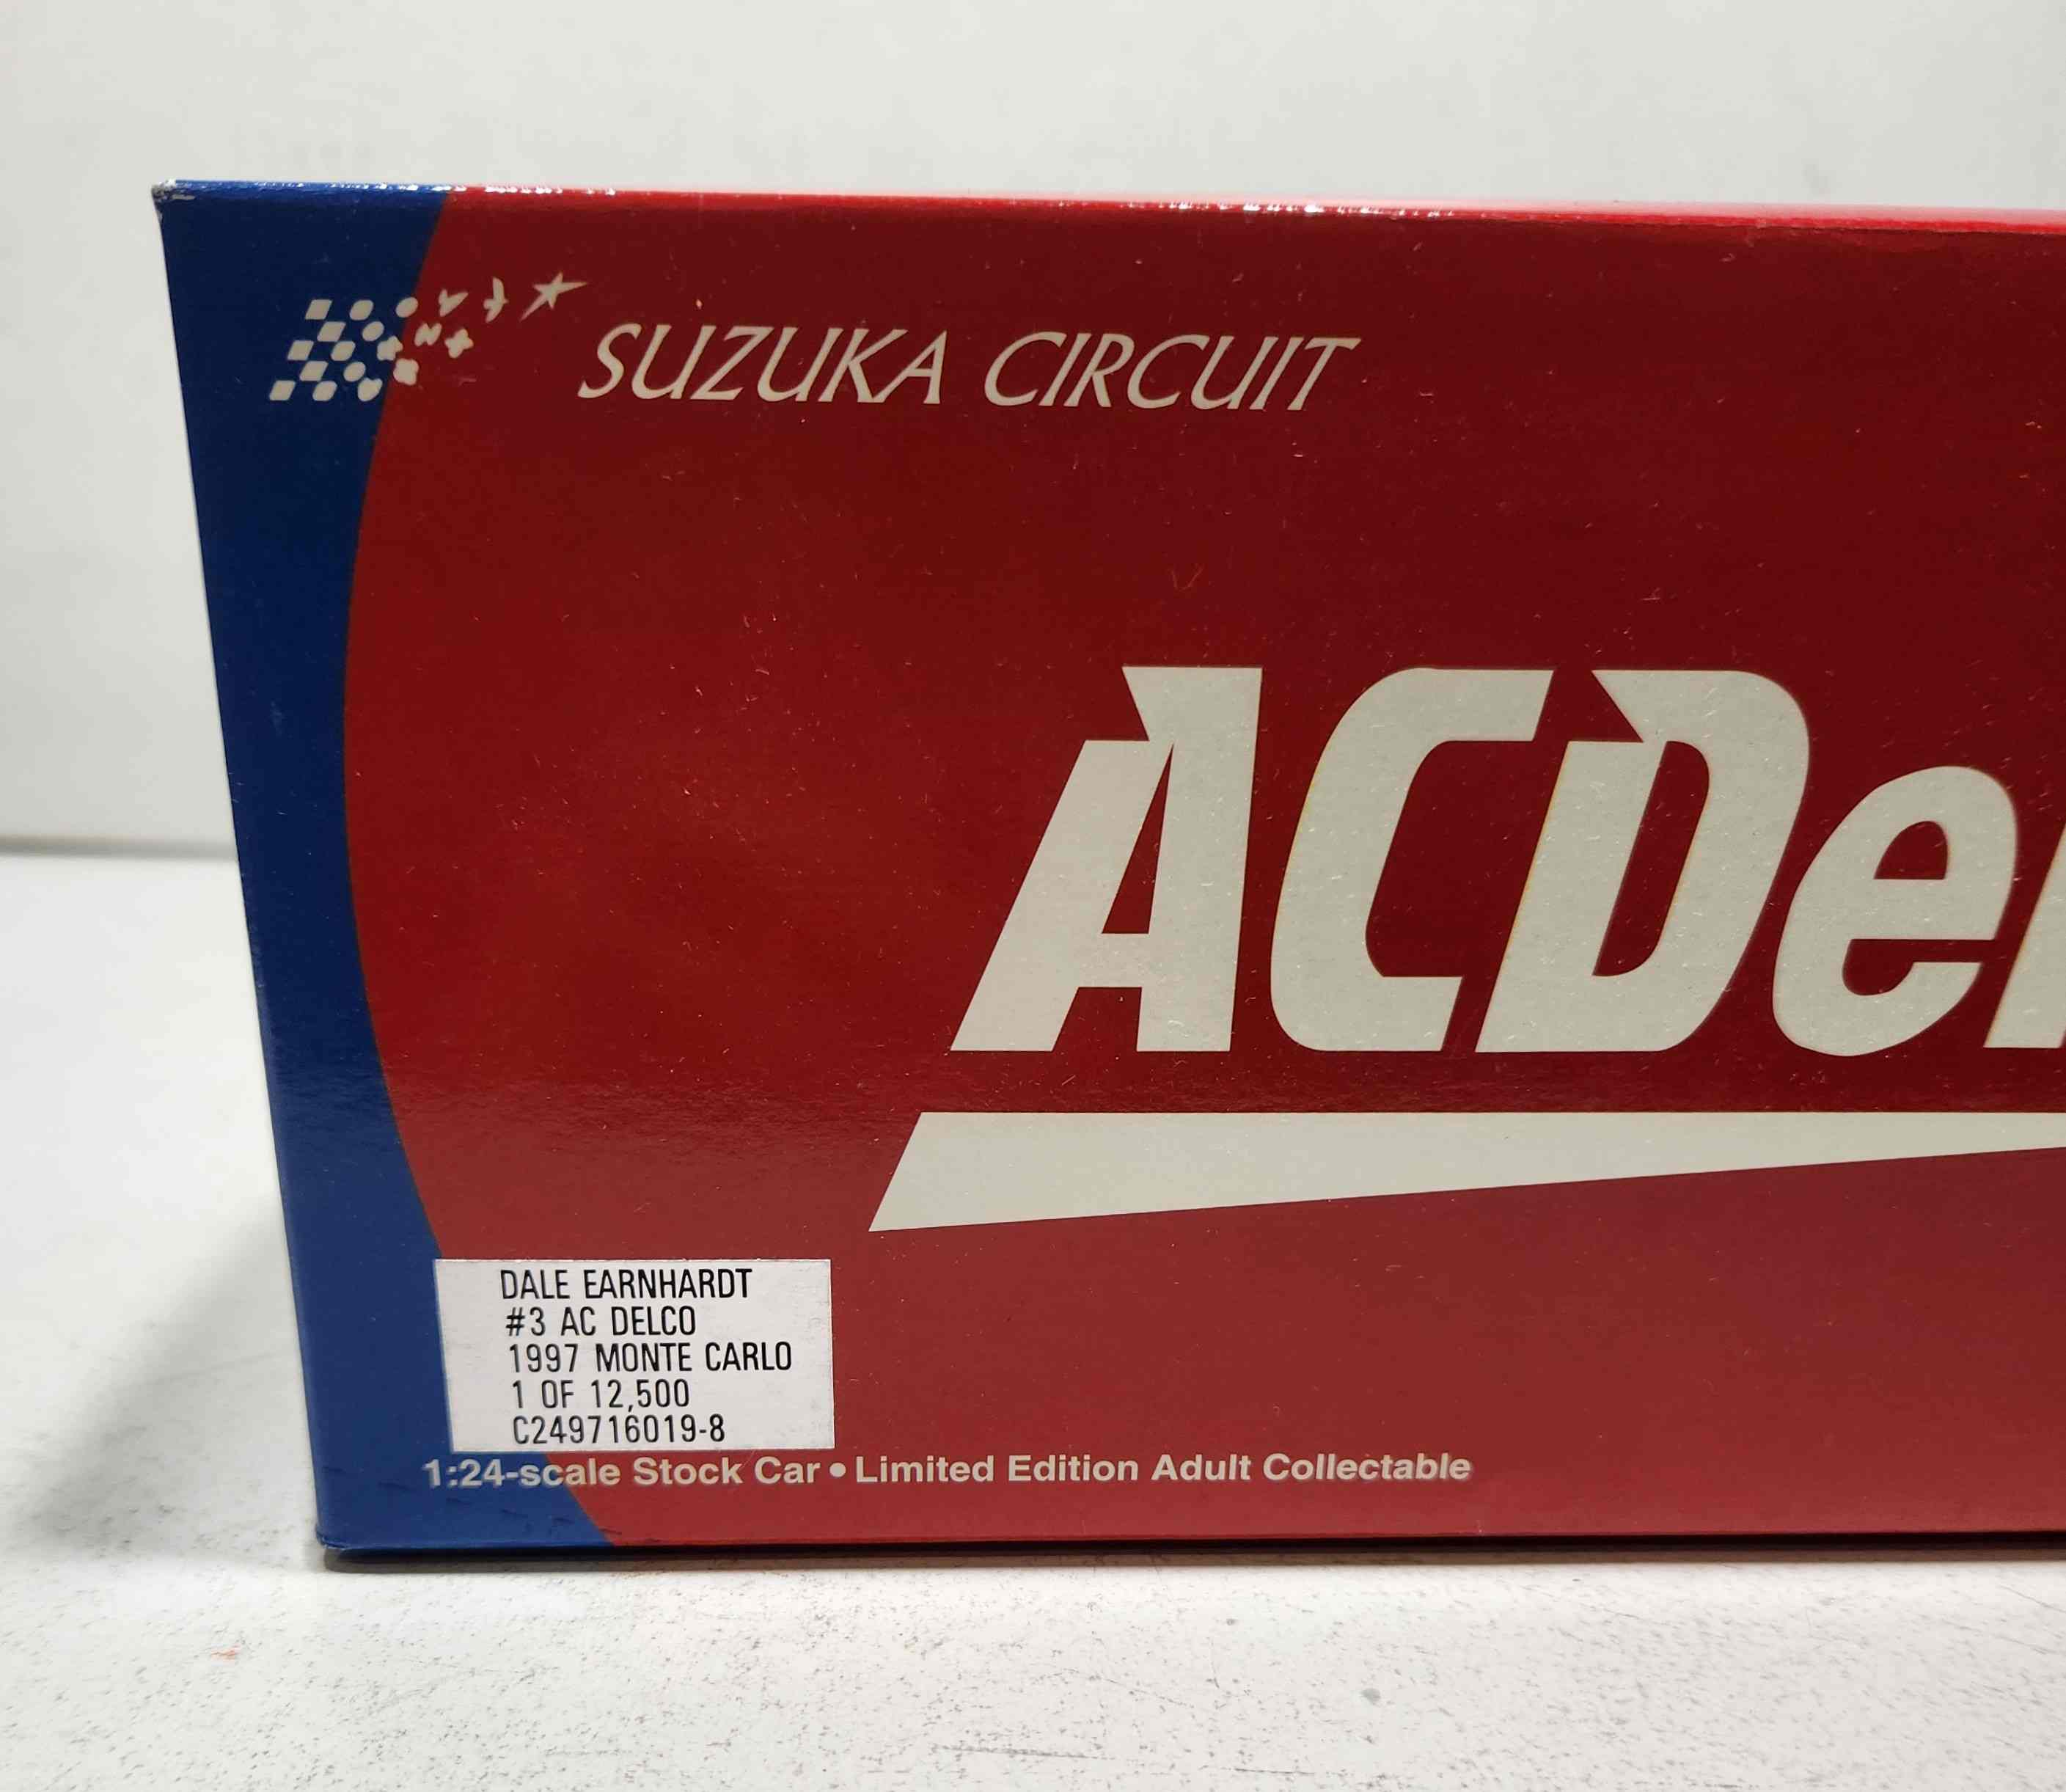 SUZUKA CIRCUIT
ACDel
DALE EARNHARDT
#3 AC DELCO
1997 MONTE CARLO
1 OF 12,500
C249716019-8
1:24-scale Stock Car • Limited Edition Adult Collectable